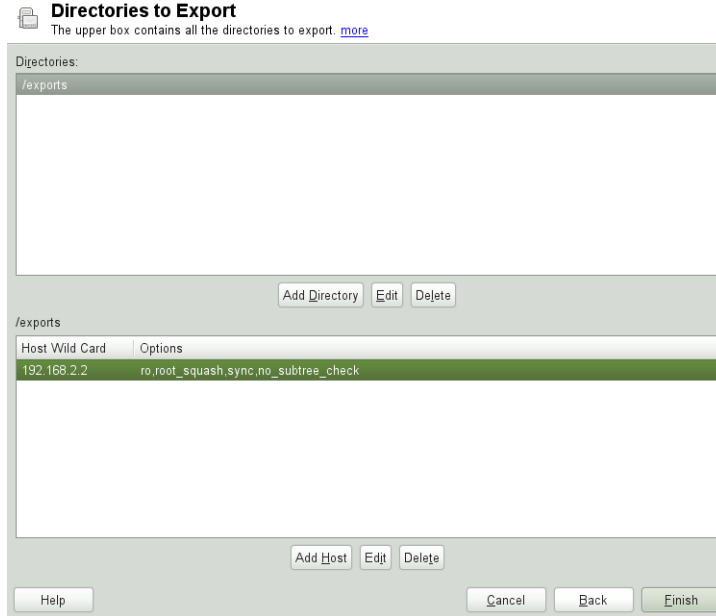 Directories to Export
The upper box contains all the directories to export. more
Directories:
/exports
Add Directory Edit Delete
/exports
Host Wild Card Options
192.168.2.2 ro,root_squash,sync,no_subtree_check
Add Host Edit Delete
Help Cancel Back Finish